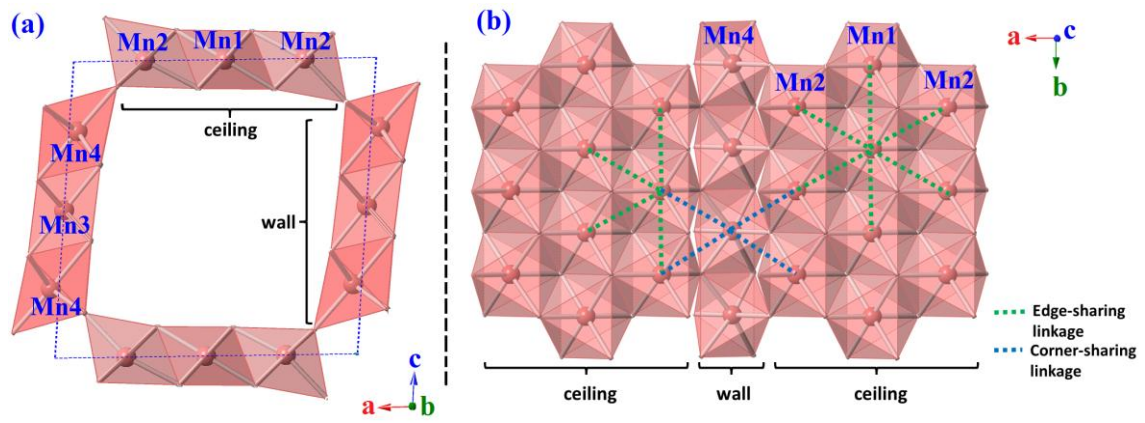 (a)
Mn2 Mn1 Mn2
ceiling
Mn4
wall
Mn3
Mn4
c
a b
(b)
Mn4 Mn1
a c
b
Mn2 Mn2
Edge-sharing
linkage
Corner-sharing
linkage
ceiling wall ceiling